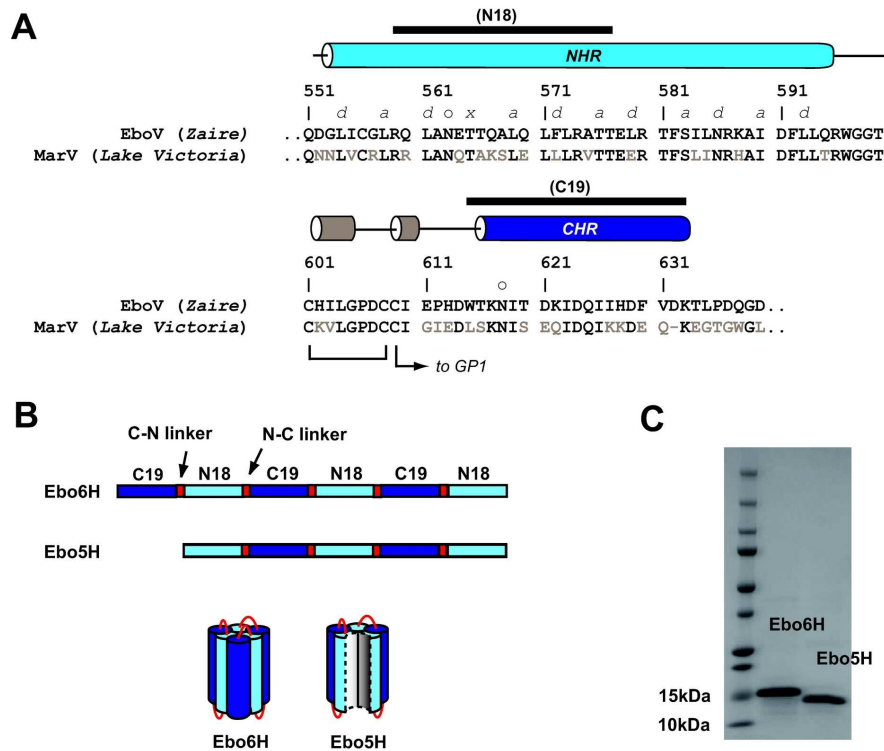 A
(N18)
NHR
551 561 571 581 591
d a d o x a d a d a d a d
EboV (Zaire) ..QDGLICGLRQ LANETTQALQ LFLRATTELR TFSILNRKAI DFLLQRWGGT
MarV (Lake Victoria) QNNLVCRLRR LANQTAKSLE LLLRVTTEER TFSLINRHAI DFLLTRWGGT
(C19)
CHR
601 611 621 631
o
EboV (Zaire) CHILGPDCCI EPHDWTKNIT DKIDQIIHDF VDKTLPDQGD..
MarV (Lake Victoria) CKVLGPDCCI GIEDLSKNIS EQIDQIKKDE Q-KEGTGWGL..
to GP1
B
C-N linker N-C linker
C19 N18 C19 N18 C19 N18
Ebo6H
Ebo5H
Ebo6H Ebo5H
C
Ebo6H
Ebo5H
15kDa
10kDa